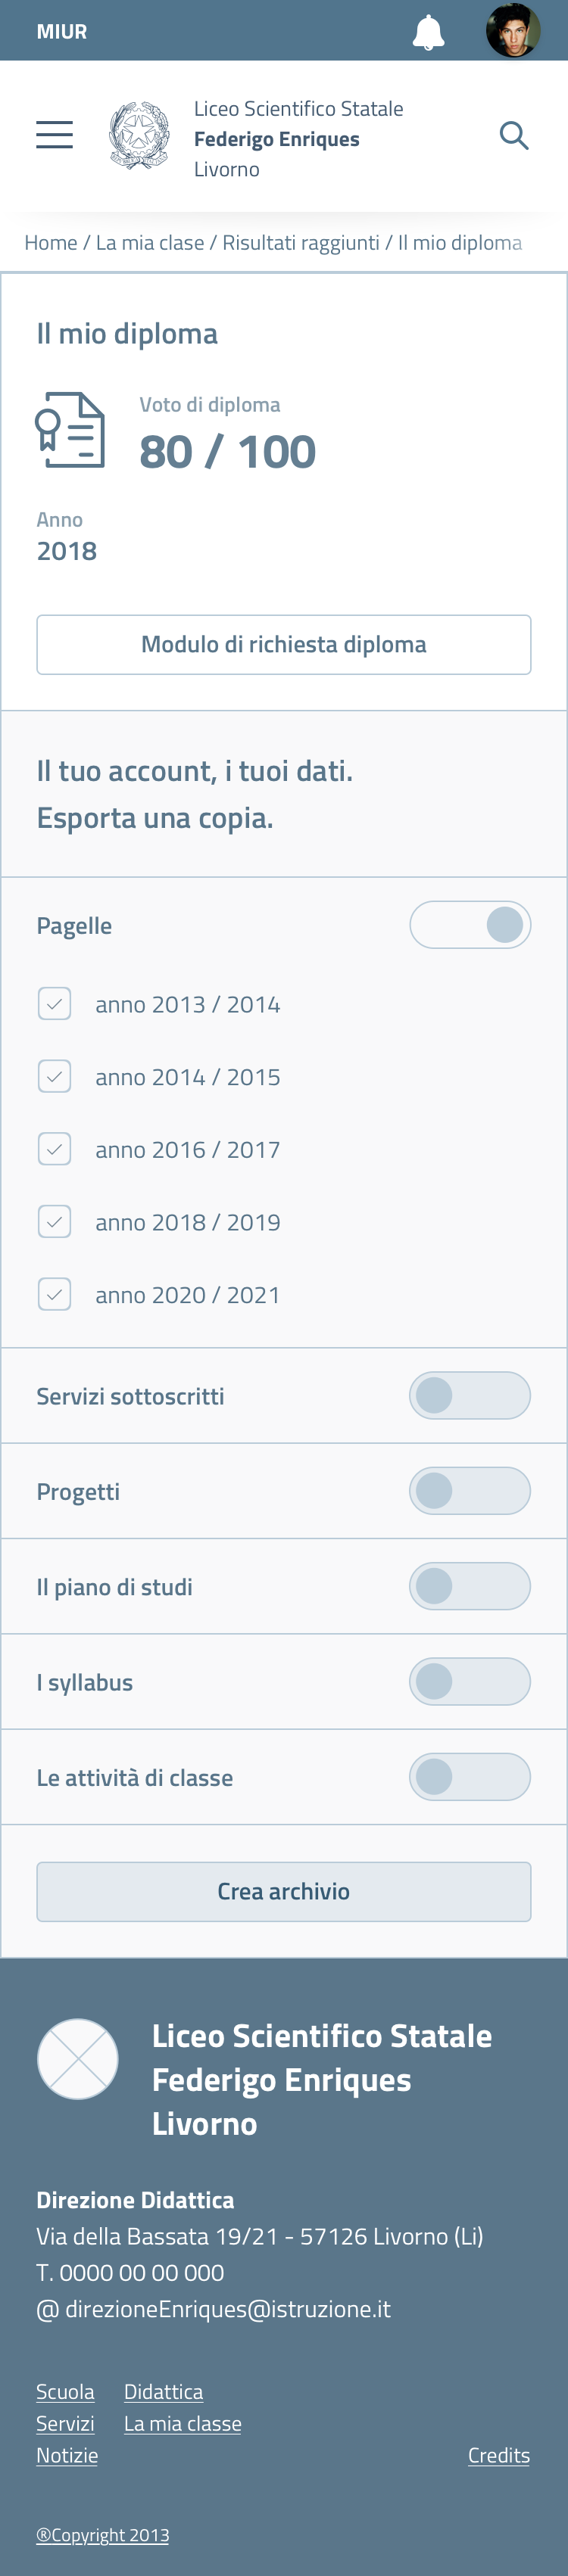 MIUR
Liceo Scientifico Statale
Federigo Enriques
Livorno
Home / La mia classe / Risultati raggiunti / Il mio diploma
Il mio diploma
Voto di diploma
80 / 100
Anno
2018
Modulo di richiesta diploma
Il tuo account, i tuoi dati.
Esporta una copia.
Pagelle
anno 2013 / 2014
anno 2014 / 2015
anno 2016 / 2017
anno 2018 / 2019
anno 2020 / 2021
Servizi sottoscritti
Progetti
Il piano di studi
I syllabus
Le attività di classe
Crea archivio
Liceo Scientifico Statale
Federigo Enriques
Livorno
Direzione Didattica
Via della Bassata 19/21 - 57126 Livorno (Li)
T. 0000 00 00 000
@ direzioneEnriques@istruzione.it
Scuola Didattica
Servizi La mia classe
Notizie Credits
®Copyright 2013